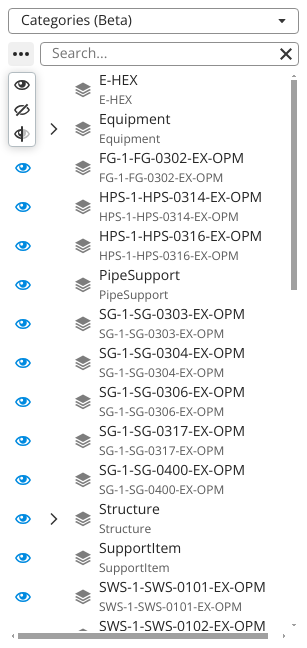 Categories (Beta)
Search...
E-HEX
E-HEX
Equipment
Equipment
FG-1-FG-0302-EX-OPM
FG-1-FG-0302-EX-OPM
HPS-1-HPS-0314-EX-OPM
HPS-1-HPS-0314-EX-OPM
HPS-1-HPS-0316-EX-OPM
HPS-1-HPS-0316-EX-OPM
PipeSupport
PipeSupport
SG-1-SG-0303-EX-OPM
SG-1-SG-0303-EX-OPM
SG-1-SG-0304-EX-OPM
SG-1-SG-0304-EX-OPM
SG-1-SG-0306-EX-OPM
SG-1-SG-0306-EX-OPM
SG-1-SG-0317-EX-OPM
SG-1-SG-0317-EX-OPM
SG-1-SG-0400-EX-OPM
SG-1-SG-0400-EX-OPM
Structure
Structure
SupportItem
SupportItem
SWS-1-SWS-0101-EX-OPM
SWS-1-SWS-0101-EX-OPM
SWS-1-SWS-0102-EX-OPM